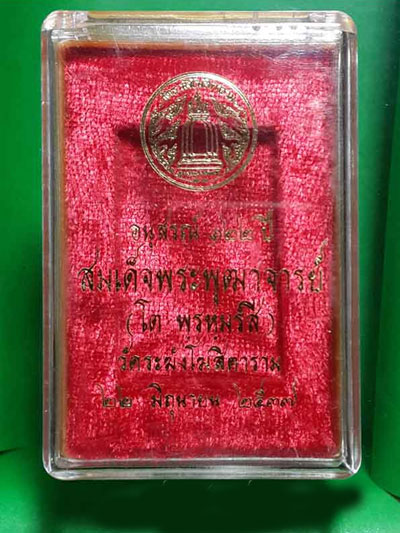 อนุสรณ์ ๑๒๒ ปี
สมเด็จพระพุฒาจารย์
(โต พรหฺมรํสี)
วัดระฆังโฆสิตาราม
๒๒ มิถุนายน ๒๕๓๗